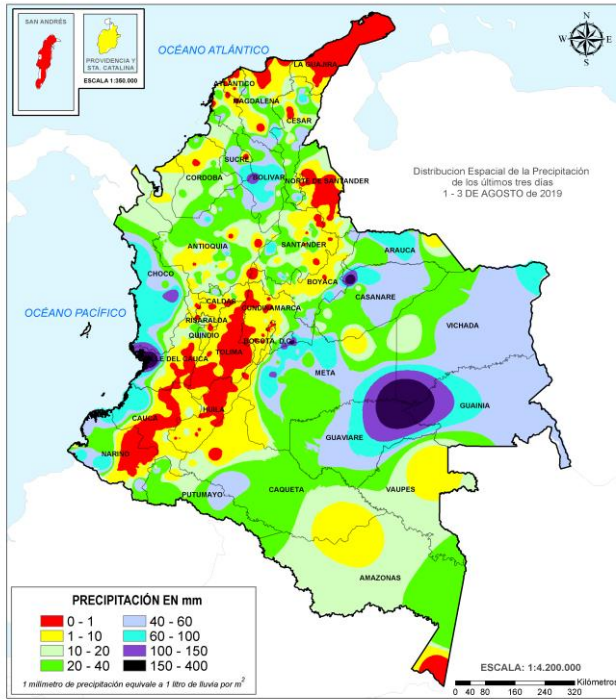 SAN ANDRÉS
PROVIDENCIA Y
STA. CATALINA
ESCALA 1:350.000
OCÉANO ATLÁNTICO
N
W
E
S
LA GUAJIRA
ATLÁNTICO
MAGDALENA
CESAR
SUCRE
CORDOBA
BOLIVAR
NORTE DE SANTANDER
Distribucion Espacial de la Precipitación
de los últimos tres días
1 - 3 DE AGOSTO de 2019
ANTIOQUIA
SANTANDER
ARAUCA
CHOCO
BOYACA
CASANARE
OCÉANO PACÍFICO
CALDAS
CUNDINAMARCA
RISARALDA
VICHADA
QUINDIO
BOGOTA, D.C.
VALLE DEL CAUCA
TOLIMA
META
GUAINIA
CAUCA
HUILA
GUAVIARE
NARIÑO
PUTUMAYO
CAQUETA
VAUPES
AMAZONAS
PRECIPITACIÓN EN mm
0 - 1
40 - 60
1 - 10
60 - 100
10 - 20
100 - 150
20 - 40
150 - 400
1 milímetro de precipitación equivale a 1 litro de lluvia por m2
ESCALA: 1:4.200.000
Kilómetros
0 40 80 160 240 320